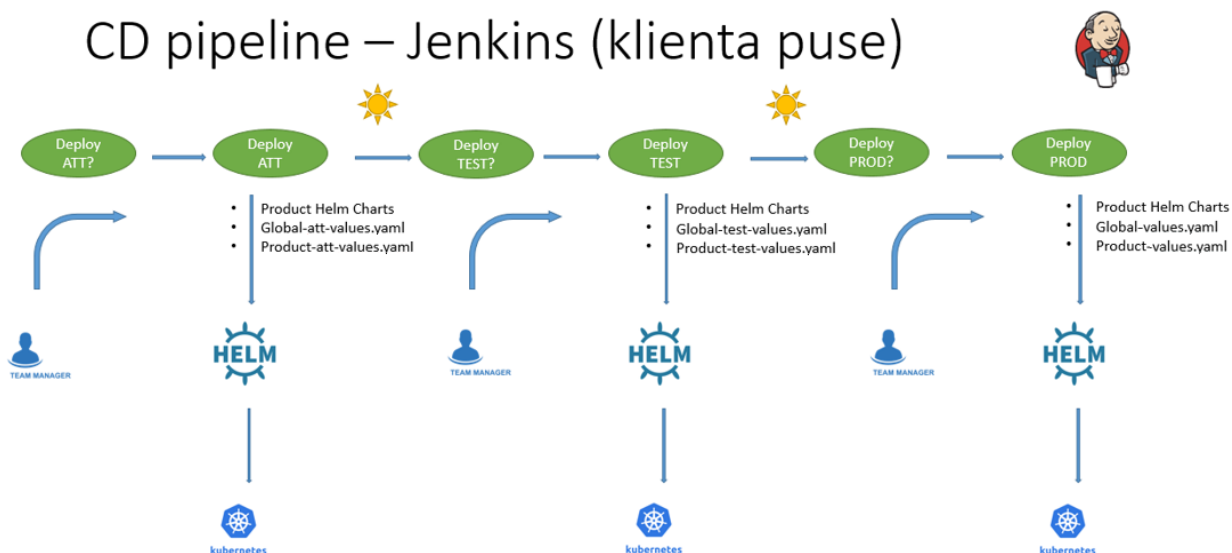 CD pipeline – Jenkins (klienta puse)
Deploy
ATT?
Deploy
ATT
Deploy
TEST?
Deploy
TEST
Deploy
PROD?
Deploy
PROD
• Product Helm Charts
• Global-att-values.yaml
• Product-att-values.yaml
• Product Helm Charts
• Global-test-values.yaml
• Product-test-values.yaml
• Product Helm Charts
• Global-values.yaml
• Product-values.yaml
TEAM MANAGER
HELM
TEAM MANAGER
HELM
TEAM MANAGER
HELM
kubernetes
kubernetes
kubernetes